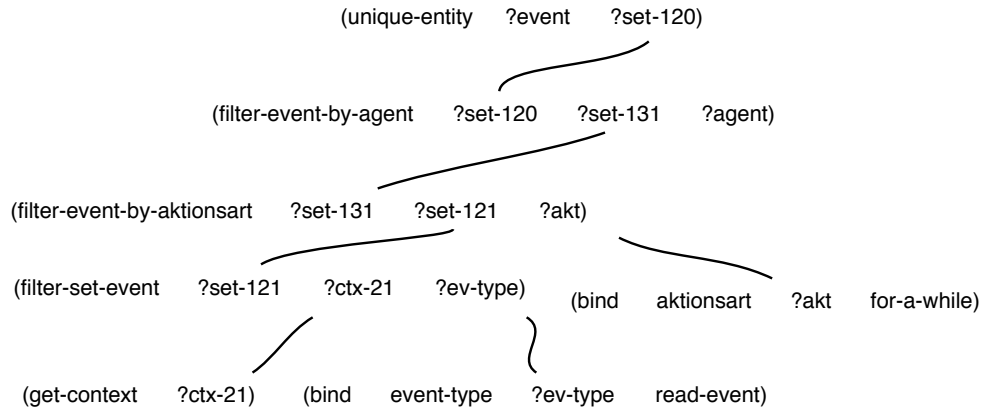 (unique-entity ?event ?set-120)
(filter-event-by-agent ?set-120 ?set-131 ?agent)
(filter-event-by-aktionsart ?set-131 ?set-121 ?akt)
(filter-set-event ?set-121 ?ctx-21 ?ev-type)
(bind aktionsart ?akt for-a-while)
(get-context ?ctx-21)
(bind event-type ?ev-type read-event)